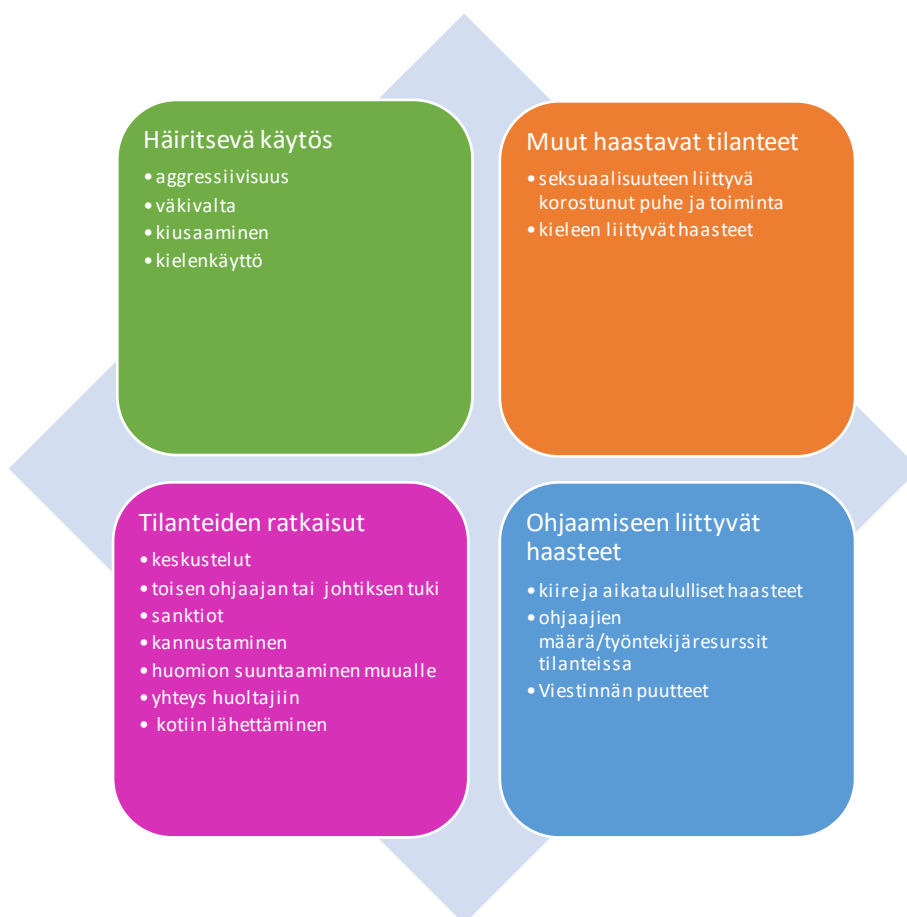 Häiritsevä käytös
• aggressiivisuus
• väkivalta
• kiusaaminen
• kielenkäyttö
Muut haastavat tilanteet
• seksuaalisuuteen liittyvä
korostunut puhe ja toiminta
• kieleen liittyvät haasteet
Tilanteiden ratkaisut
• keskustelut
• toisen ohjaajan tai johtiksen tuki
• sanktiot
• kannustaminen
• huomion suuntaaminen muualle
• yhteys huoltajiin
• kotiin lähettäminen
Ohjaamiseen liittyvät
haasteet
• kiire ja aikataululliset haasteet
• ohjaajien
määrä/työntekijäresurssit
tilanteissa
• Viestinnän puutteet